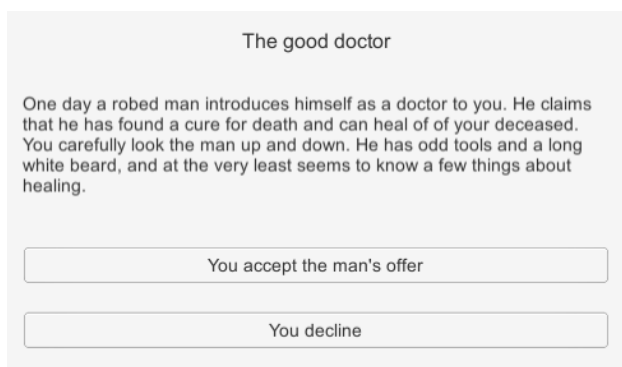 The good doctor
One day a robed man introduces himself as a doctor to you. He claims
that he has found a cure for death and can heal of of your deceased.
You carefully look the man up and down. He has odd tools and a long
white beard, and at the very least seems to know a few things about
healing.
You accept the man's offer
You decline